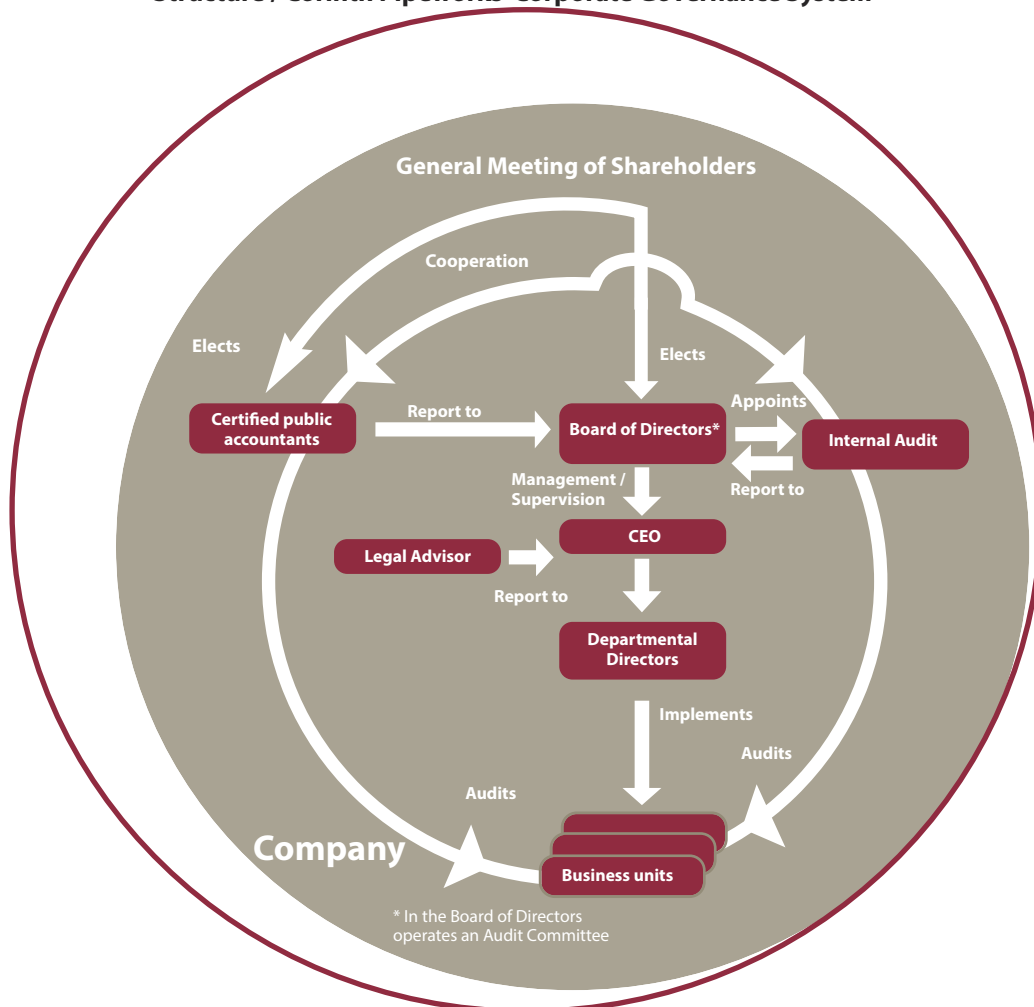 General Meeting of Shareholders
Cooperation
Elects
Elects
Certified public
accountants
Report to
Board of Directors*
Appoints
Internal Audit
Report to
Management /
Supervision
CEO
Legal Advisor
Report to
Departmental
Directors
Implements
Audits
Audits
Company
Business units
* In the Board of Directors
operates an Audit Committee